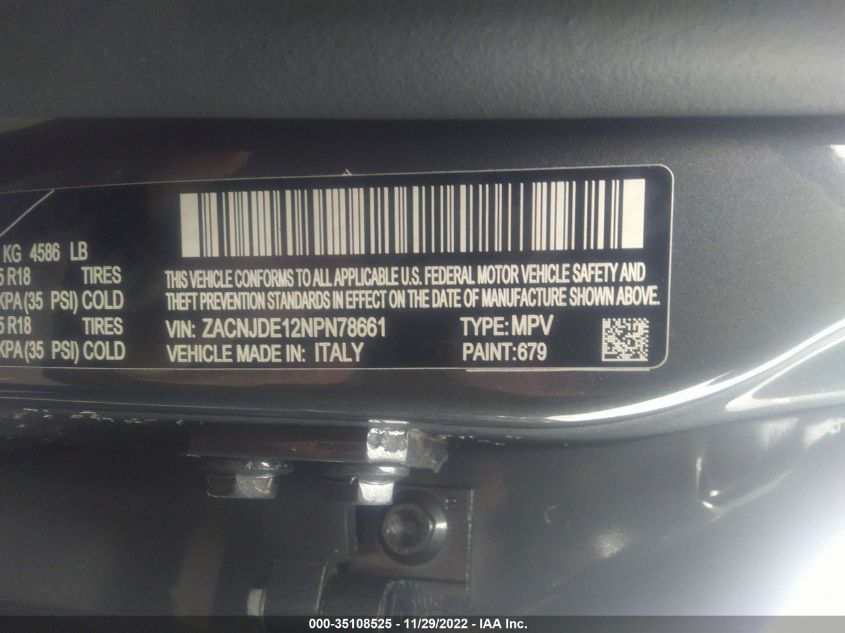 KG 4586 LB
5 R18 TIRES
KPA (35 PSI) COLD
5 R18 TIRES
KPA (35 PSI) COLD
THIS VEHICLE CONFORMS TO ALL APPLICABLE U.S. FEDERAL MOTOR VEHICLE SAFETY AND
THEFT PREVENTION STANDARDS IN EFFECT ON THE DATE OF MANUFACTURE SHOWN ABOVE.
VIN: ZACNJDE12NPN78661 TYPE: MPV
VEHICLE MADE IN: ITALY PAINT:679
000-35108525 - 11/29/2022 - IAA Inc.